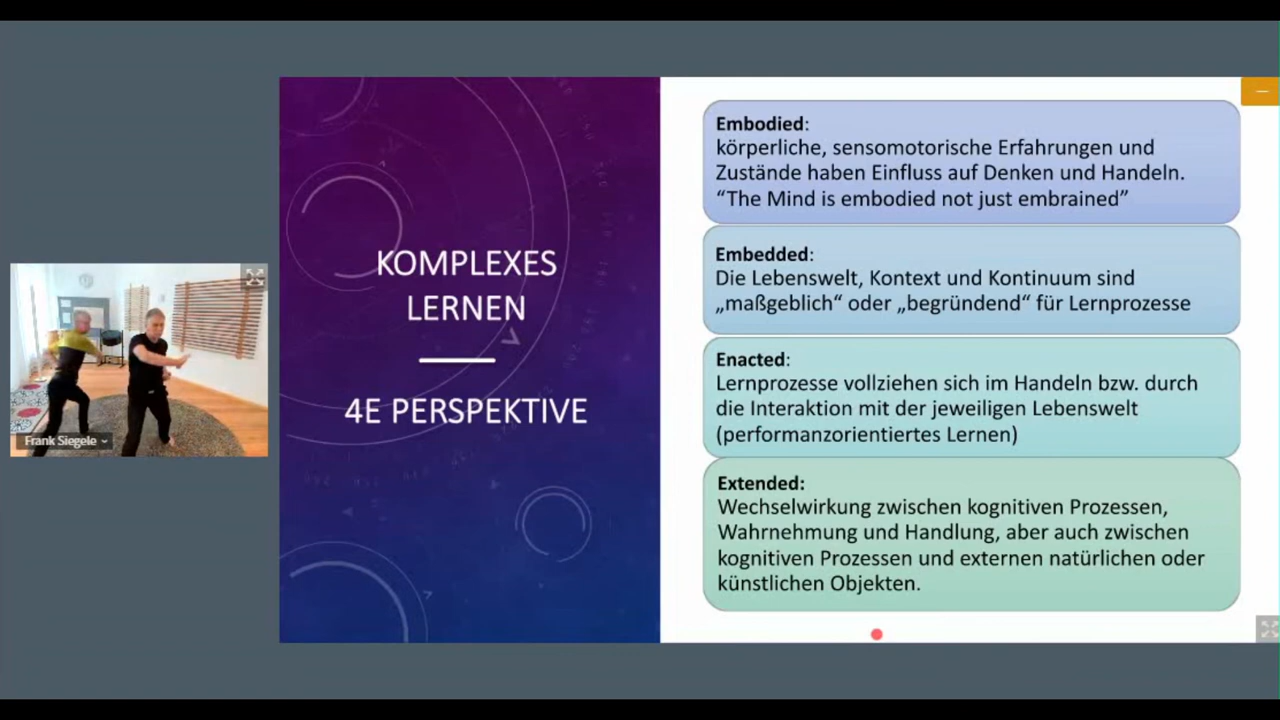 KOMPLEXES
LERNEN
4E PERSPEKTIVE
Embodied:
körperliche, sensomotorische Erfahrungen und
Zustände haben Einfluss auf Denken und Handeln.
“The Mind is embodied not just embrained”
Embedded:
Die Lebenswelt, Kontext und Kontinuum sind
„maßgeblich“ oder „begründend“ für Lernprozesse
Enacted:
Lernprozesse vollziehen sich im Handeln bzw. durch
die Interaktion mit der jeweiligen Lebenswelt
(performanzorientiertes Lernen)
Extended:
Wechselwirkung zwischen kognitiven Prozessen,
Wahrnehmung und Handlung, aber auch zwischen
kognitiven Prozessen und externen natürlichen oder
künstlichen Objekten.
Frank Siegele